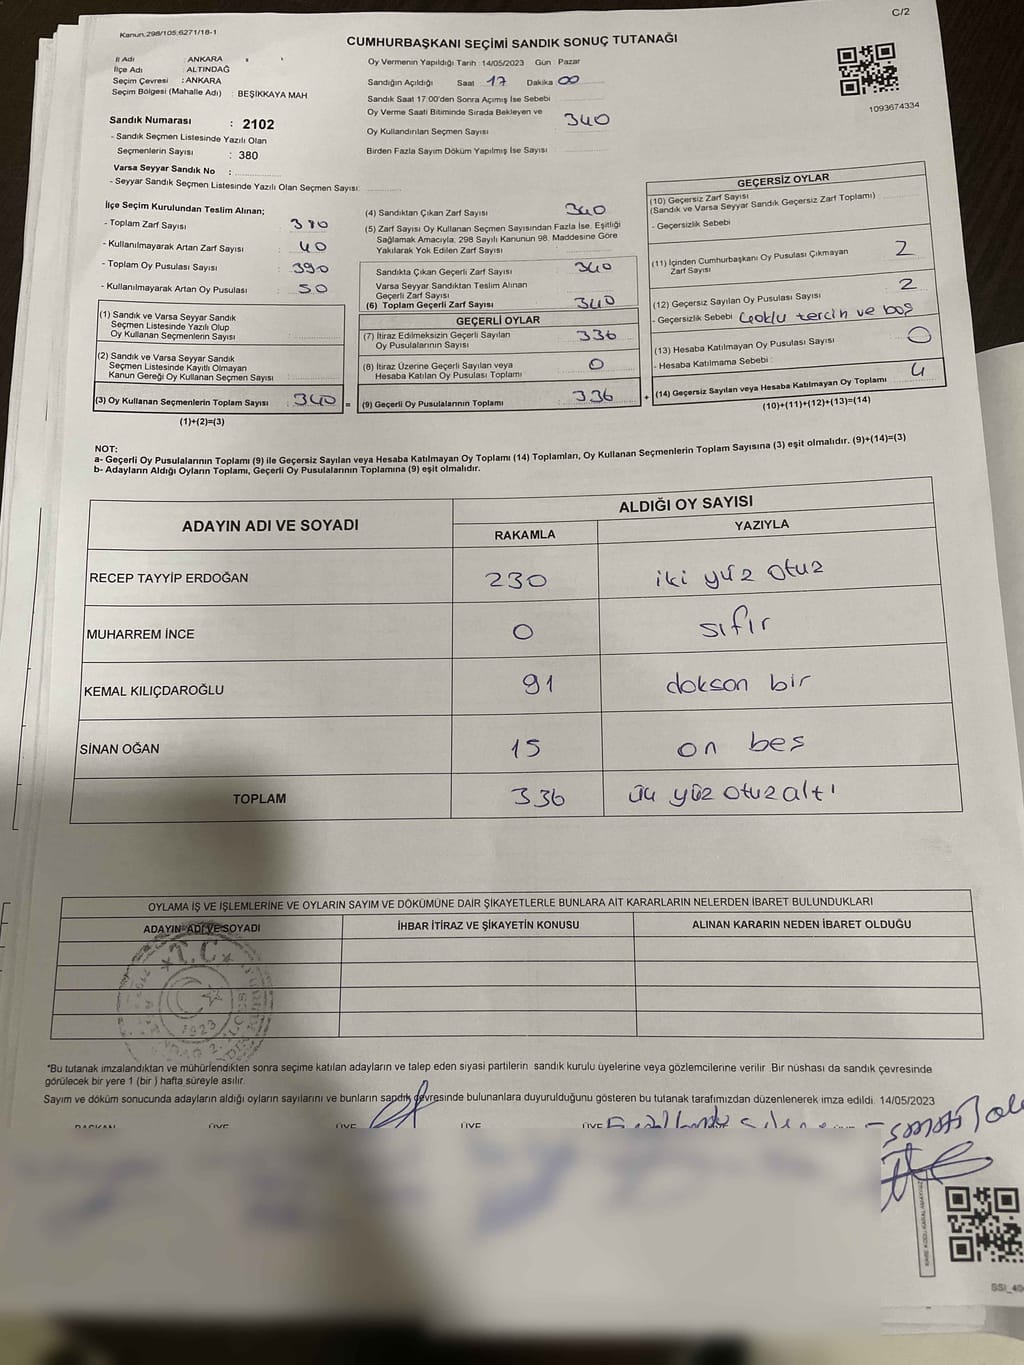 Kanun.298/105.6271/18-1
C/2
CUMHURBAŞKANI SEÇİMİ SANDIK SONUÇ TUTANAĞI
İl Adı : ANKARA
İlçe Adı : ALTINDAĞ
Seçim Çevresi : ANKARA
Seçim Bölgesi (Mahalle Adı) : BEŞİKKAYA MAH
Sandık Numarası : 2102
- Sandık Seçmen Listesinde Yazılı Olan
Seçmenlerin Sayısı : 380
Varsa Seyyar Sandık No :
- Seyyar Sandık Seçmen Listesinde Yazılı Olan Seçmen Sayısı:
Oy Vermenin Yapıldığı Tarih : 14/05/2023 Gün : Pazar
Sandığın Açıldığı Saat 17 Dakika 00
Sandık Saat 17:00'den Sonra Açımış İse Sebebi
Oy Verme Saati Bitiminde Sırada Bekleyen ve
Oy Kullandırılan Seçmen Sayısı 340
Birden Fazla Sayım Döküm Yapılmış İse Sayısı
1093674334
İlçe Seçim Kurulundan Teslim Alınan;
- Toplam Zarf Sayısı :
- Kullanılmayarak Artan Zarf Sayısı : 40
- Toplam Oy Pusulası Sayısı : 390
- Kullanılmayarak Artan Oy Pusulası : 50
(1) Sandık ve Varsa Seyyar Sandık
Seçmen Listesinde Yazılı Olup
Oy Kullanan Seçmenlerin Sayısı
(2) Sandık ve Varsa Seyyar Sandık
Seçmen Listesinde Kayıtlı Olmayan
Kanun Gereği Oy Kullanan Seçmen Sayısı
(3) Oy Kullanan Seçmenlerin Toplam Sayısı : 340 =
(1)+(2)=(3)
(4) Sandıktan Çıkan Zarf Sayısı 340
(5) Zarf Sayısı Oy Kullanan Seçmen Sayısından Fazla İse, Eşitliği
Sağlamak Amacıyla, 298 Sayılı Kanunun 98. Maddesine Göre
Yakılarak Yok Edilen Zarf Sayısı
Sandıkta Çıkan Geçerli Zarf Sayısı 340
Varsa Seyyar Sandıktan Teslim Alınan
Geçerli Zarf Sayısı
(6) Toplam Geçerli Zarf Sayısı 340
GEÇERLİ OYLAR
(7) İtiraz Edilmeksizin Geçerli Sayılan
Oy Pusulalarının Sayısı 336
(8) İtiraz Üzerine Geçerli Sayılan veya
Hesaba Katılan Oy Pusulası Toplamı 0
(9) Geçerli Oy Pusulalarının Toplamı 336 +
GEÇERSİZ OYLAR
(10) Geçersiz Zarf Sayısı
(Sandık ve Varsa Seyyar Sandık Geçersiz Zarf Toplamı)
- Geçersizlik Sebebi
(11) İçinden Cumhurbaşkanı Oy Pusulası Çıkmayan
Zarf Sayısı 2
(12) Geçersiz Sayılan Oy Pusulası Sayısı 2
- Geçersizlik Sebebi Çoklu tercih ve boş
(13) Hesaba Katılmayan Oy Pusulası Sayısı 0
- Hesaba Katılmama Sebebi :
(14) Geçersiz Sayılan veya Hesaba Katılmayan Oy Toplamı 4
(10)+(11)+(12)+(13)=(14)
NOT:
a- Geçerli Oy Pusulalarının Toplamı (9) ile Geçersiz Sayılan veya Hesaba Katılmayan Oy Toplamı (14) Toplamları, Oy Kullanan Seçmenlerin Toplam Sayısına (3) eşit olmalıdır. (9)+(14)=(3)
b- Adayların Aldığı Oyların Toplamı, Geçerli Oy Pusulalarının Toplamına (9) eşit olmalıdır.
ADAYIN ADI VE SOYADI
ALDIĞI OY SAYISI
RAKAMLA YAZIYLA
RECEP TAYYİP ERDOĞAN 230 iki yüz otuz
MUHARREM İNCE 0 sıfır
KEMAL KILIÇDAROĞLU 91 doksan bir
SİNAN OĞAN 15 on beş
TOPLAM 336 üç yüz otuz altı
OYLAMA İŞ VE İŞLEMLERİNE VE OYLARIN SAYIM VE DÖKÜMÜNE DAİR ŞİKAYETLERLE BUNLARA AİT KARARLARIN NELERDEN İBARET BULUNDUKLARI
ADAYIN ADI VE SOYADI İHBAR İTİRAZ VE ŞİKAYETİN KONUSU ALINAN KARARIN NEDEN İBARET OLDUĞU
T.C.
1923
*Bu tutanak imzalandıktan ve mühürlendikten sonra seçime katılan adayların ve talep eden siyasi partilerin sandık kurulu üyelerine veya gözlemcilerine verilir. Bir nüshası da sandık çevresinde
görülecek bir yere 1 (bir) hafta süreyle asılır.
Sayım ve döküm sonucunda adayların aldığı oyların sayılarını ve bunların sandık çevresinde bulunanlara duyurulduğunu gösteren bu tutanak tarafımızdan düzenlenerek imza edildi. 14/05/2023
BAŞKAN ÜYE ÜYE ÜYE ÜYE